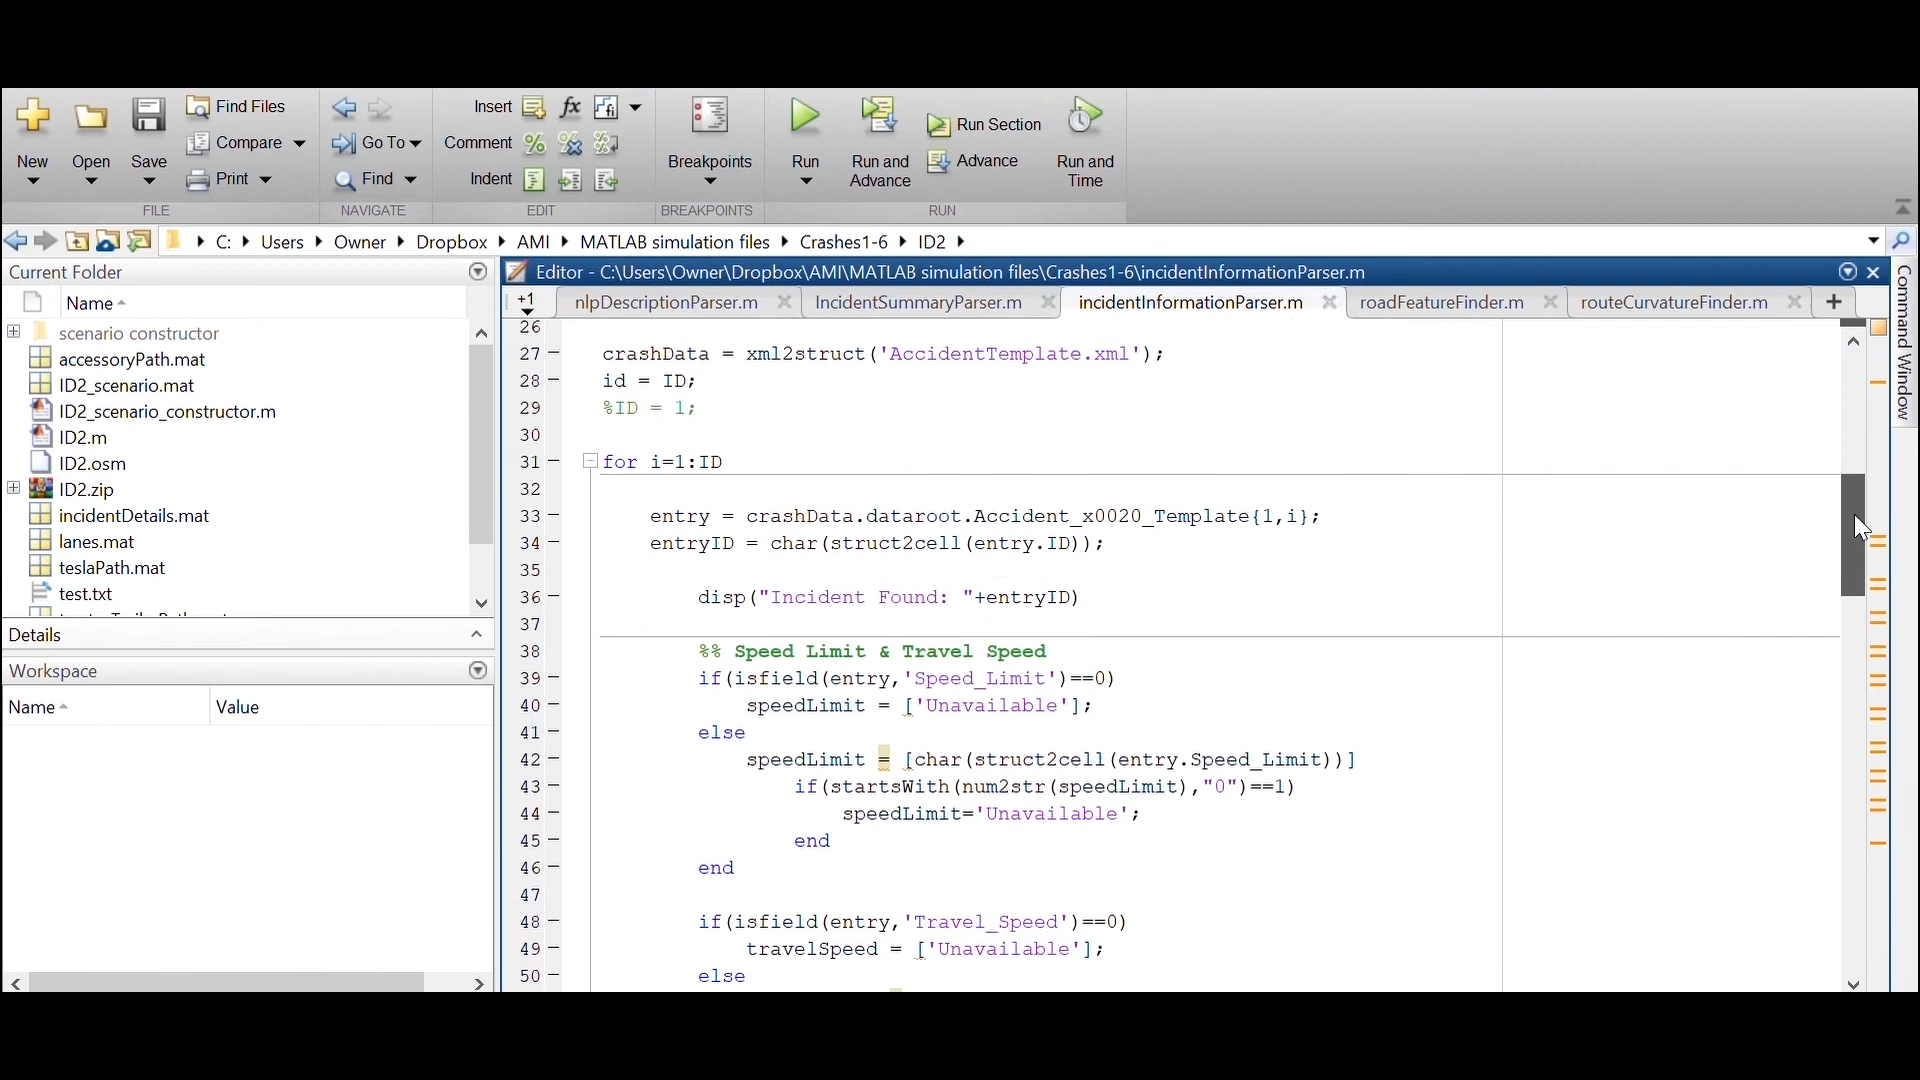 New
Open
Save
Find Files
Compare
Print
FILE
Go To
Find
NAVIGATE
Insert
fx
fi
Comment
%
Indent
EDIT
Breakpoints
BREAKPOINTS
Run
Run and
Advance
Run Section
Advance
Run and
Time
RUN
C: Users Owner Dropbox AMI MATLAB simulation files Crashes1-6 ID2
Current Folder
Name
scenario constructor
accessoryPath.mat
ID2_scenario.mat
ID2_scenario_constructor.m
ID2.m
ID2.osm
ID2.zip
incidentDetails.mat
lanes.mat
teslaPath.mat
test.txt
Details
Workspace
Name Value
Editor - C:\Users\Owner\Dropbox\AMI\MATLAB simulation files\Crashes1-6\incidentInformationParser.m
+1 nlpDescriptionParser.m IncidentSummaryParser.m incidentInformationParser.m roadFeatureFinder.m routeCurvatureFinder.m +
26
27 — crashData = xml2struct('AccidentTemplate.xml');
28 — id = ID;
29 %ID = 1;
30
31 — for i=1:ID
32
33 — entry = crashData.dataroot.Accident_x0020_Template{1,i};
34 — entryID = char(struct2cell(entry.ID));
35
36 — disp("Incident Found: "+entryID)
37
38 %% Speed Limit & Travel Speed
39 — if(isfield(entry,'Speed_Limit')==0)
40 — speedLimit = ['Unavailable'];
41 — else
42 — speedLimit = [char(struct2cell(entry.Speed_Limit))]
43 — if(startsWith(num2str(speedLimit),"0")==1)
44 — speedLimit='Unavailable';
45 — end
46 — end
47
48 — if(isfield(entry,'Travel_Speed')==0)
49 — travelSpeed = ['Unavailable'];
50 — else
Command Window